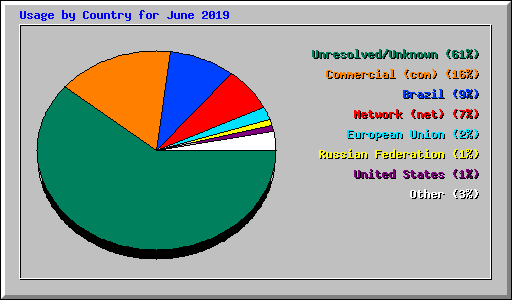 Usage by Country for June 2019
Unresolved/Unknown (61%)
Commercial (com) (16%)
Brazil (9%)
Network (net) (7%)
European Union (2%)
Russian Federation (1%)
United States (1%)
Other (3%)